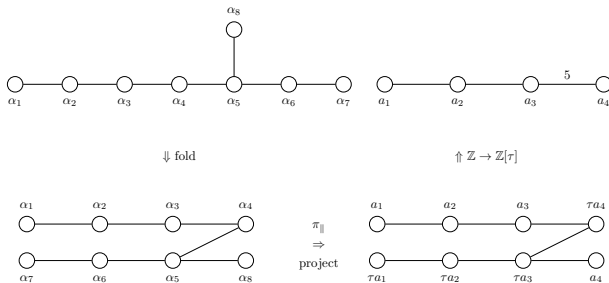 α₈
α₁ α₂ α₃ α₄ α₅ α₆ α₇
5
a₁ a₂ a₃ a₄
⇓ fold
⇑ ℤ → ℤ[τ]
α₁ α₂ α₃ α₄
α₇ α₆ α₅ α₈
π∥
⇒
project
a₁ a₂ a₃ τa₄
τa₁ τa₂ τa₃ a₄